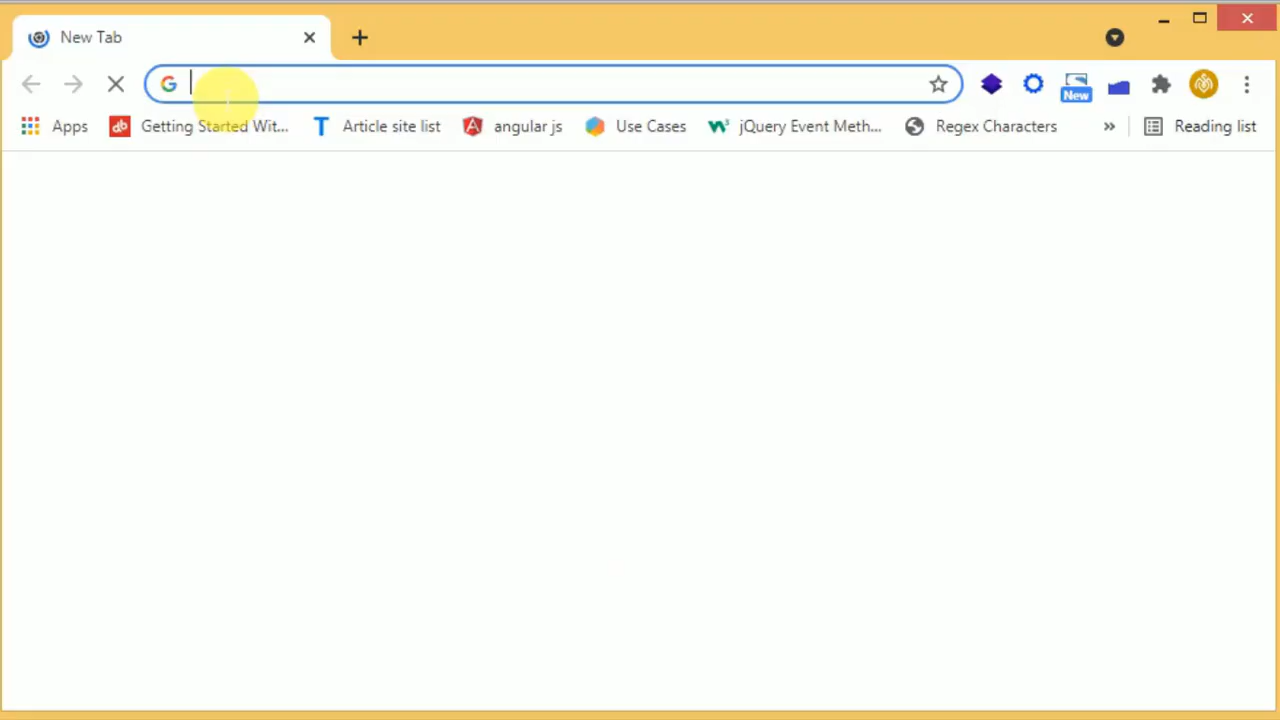 New Tab
New
Apps
Getting Started Wit...
Article site list
angular js
Use Cases
jQuery Event Meth...
Regex Characters
Reading list